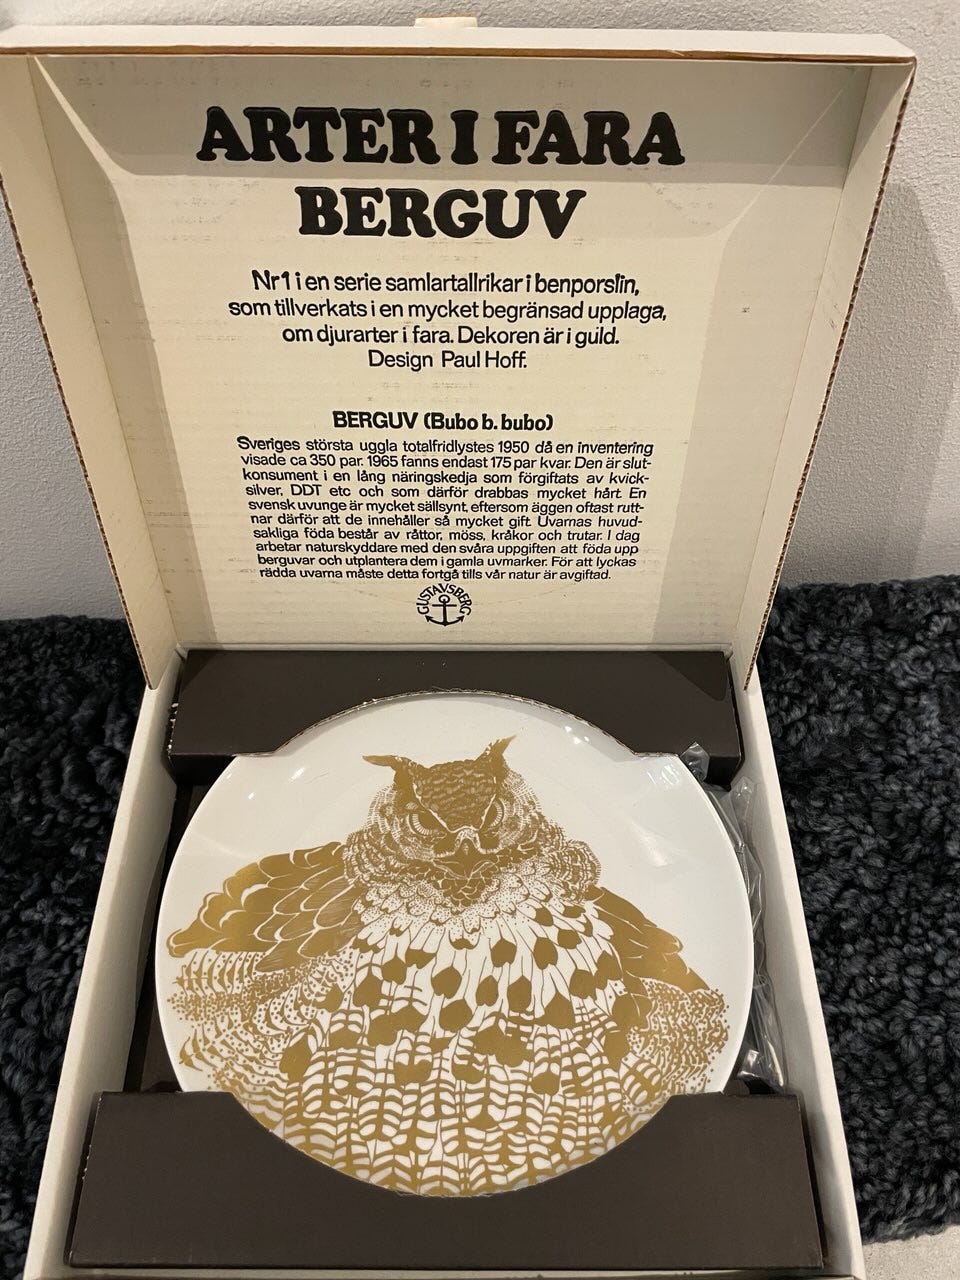 ARTER I FARA
BERGUV
Nr 1 i en serie samlartallrikar i benporslin,
som tillverkats i en mycket begränsad upplaga,
om djurarter i fara. Dekoren är i guld.
Design Paul Hoff.
BERGUV (Bubo b. bubo)
Sveriges största uggla totalfridlystes 1950 då en inventering
visade ca 350 par. 1965 fanns endast 175 par kvar. Den är slut-
konsument i en lång näringskedja som förgiftats av kvick-
silver, DDT etc och som därför drabbas mycket hårt. En
svensk uvunge är mycket sällsynt, eftersom äggen oftast rutt-
nar därför att de innehåller så mycket gift. Uvarnas huvud-
sakliga föda består av råttor, möss, kråkor och trutar. I dag
arbetar naturskyddare med den svåra uppgiften att föda upp
berguvar och utplantera dem i gamla uvmarker. För att lyckas
rädda uvarna måste detta fortgå tills vår natur är avgiftad.
GUSTAVSBERG